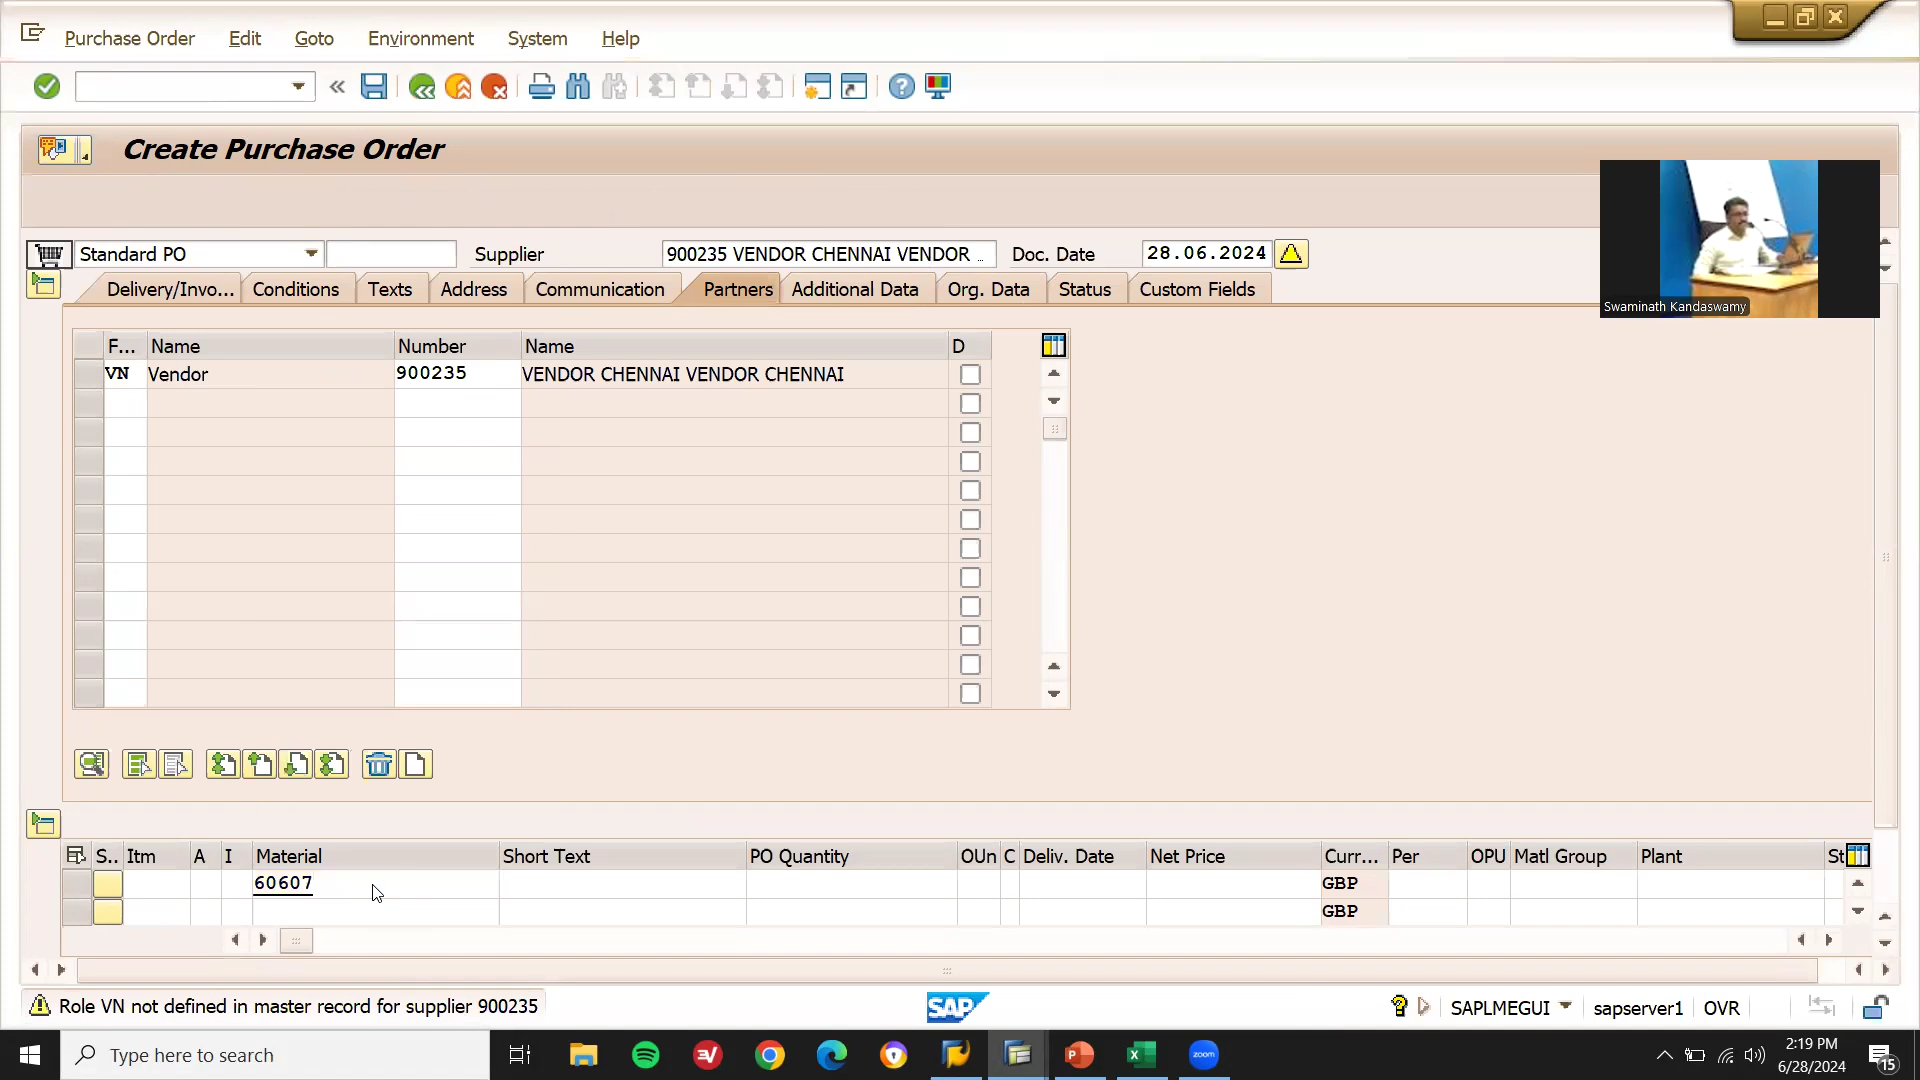 Purchase Order Edit Goto Environment System Help
Create Purchase Order
Standard PO Supplier 900235 VENDOR CHENNAI VENDOR .. Doc. Date 28.06.2024
Delivery/Invo... Conditions Texts Address Communication Partners Additional Data Org. Data Status Custom Fields
Swaminath Kandaswamy
F... Name Number Name D
VN Vendor 900235 VENDOR CHENNAI VENDOR CHENNAI
S.. Itm A I Material Short Text PO Quantity OUn C Deliv. Date Net Price Curr... Per OPU Matl Group Plant St
60607 GBP
GBP
Role VN not defined in master record for supplier 900235 SAP SAPLMEGUI sapserver1 OVR
Type here to search zoom 2:19 PM
6/28/2024 15